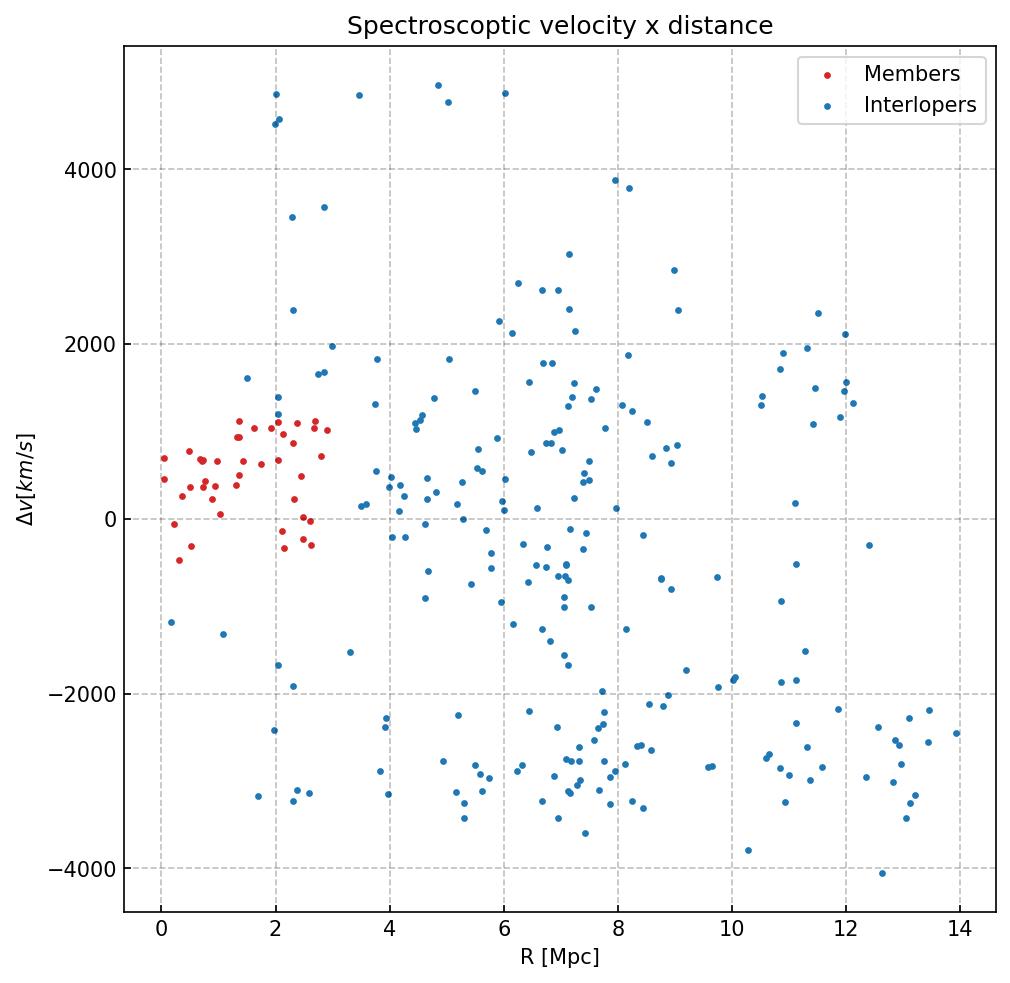 Spectroscoptic velocity x distance
Members
Interlopers
4000
2000
0
−2000
−4000
Δv[km/s]
0 2 4 6 8 10 12 14
R [Mpc]